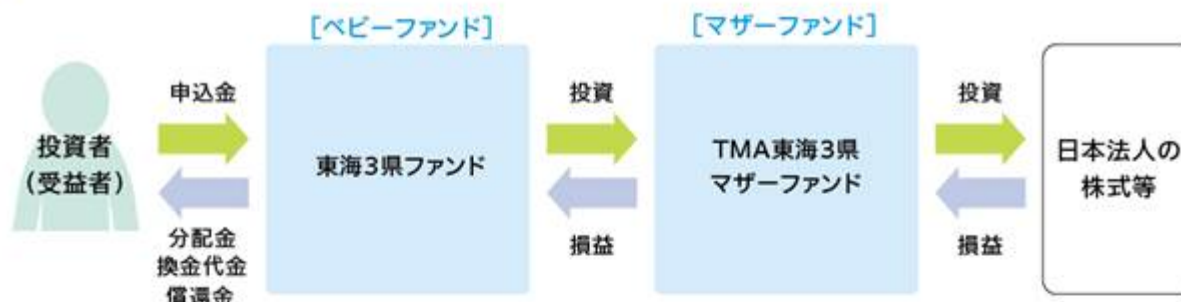 [ベビーファンド]
[マザーファンド]
投資者
(受益者)
申込金
分配金
換金代金
償還金
東海3県ファンド
投資
損益
TMA東海3県
マザーファンド
投資
損益
日本法人の
株式等